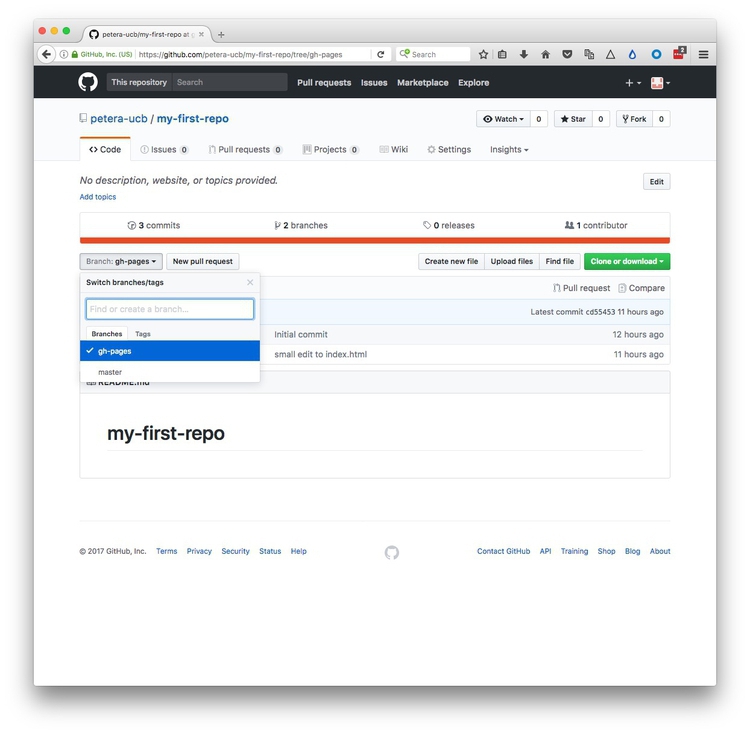 petera-ucb/my-first-repo at g
GitHub, Inc. (US) https://github.com/petera-ucb/my-first-repo/tree/gh-pages Search 2
This repository Search Pull requests Issues Marketplace Explore
petera-ucb / my-first-repo Watch 0 Star 0 Fork 0
Code Issues 0 Pull requests 0 Projects 0 Wiki Settings Insights
No description, website, or topics provided. Edit
Add topics
3 commits 2 branches 0 releases 1 contributor
Branch: gh-pages New pull request Create new file Upload files Find file Clone or download
Switch branches/tags
Pull request Compare
Find or create a branch...
Latest commit cd55453 11 hours ago
Branches Tags Initial commit 12 hours ago
gh-pages small edit to index.html 11 hours ago
master
README.md
my-first-repo
© 2017 GitHub, Inc. Terms Privacy Security Status Help Contact GitHub API Training Shop Blog About